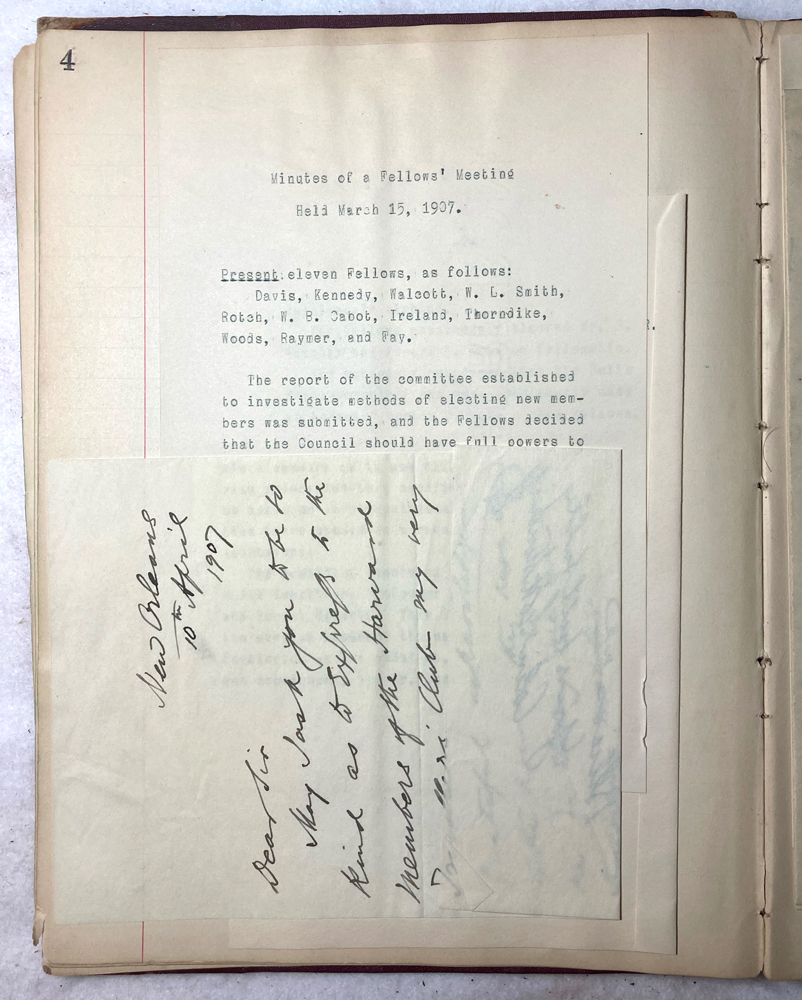 4
Minutes of a Fellows' Meeting
Held March 15, 1907.
Present: eleven Fellows, as follows:
Davis, Kennedy, Walcott, W. L. Smith,
Rotch, W. B. Cabot, Ireland, Thorndike,
Woods, Raymer, and Fay.
The report of the committee established
to investigate methods of electing new mem-
bers was submitted, and the Fellows decided
that the Council should have full powers to
R.
New Orleans
10th April
1907
Dear Sir
May I ask you to be so
kind as to Express to the
Members of the Harvard
Club my very